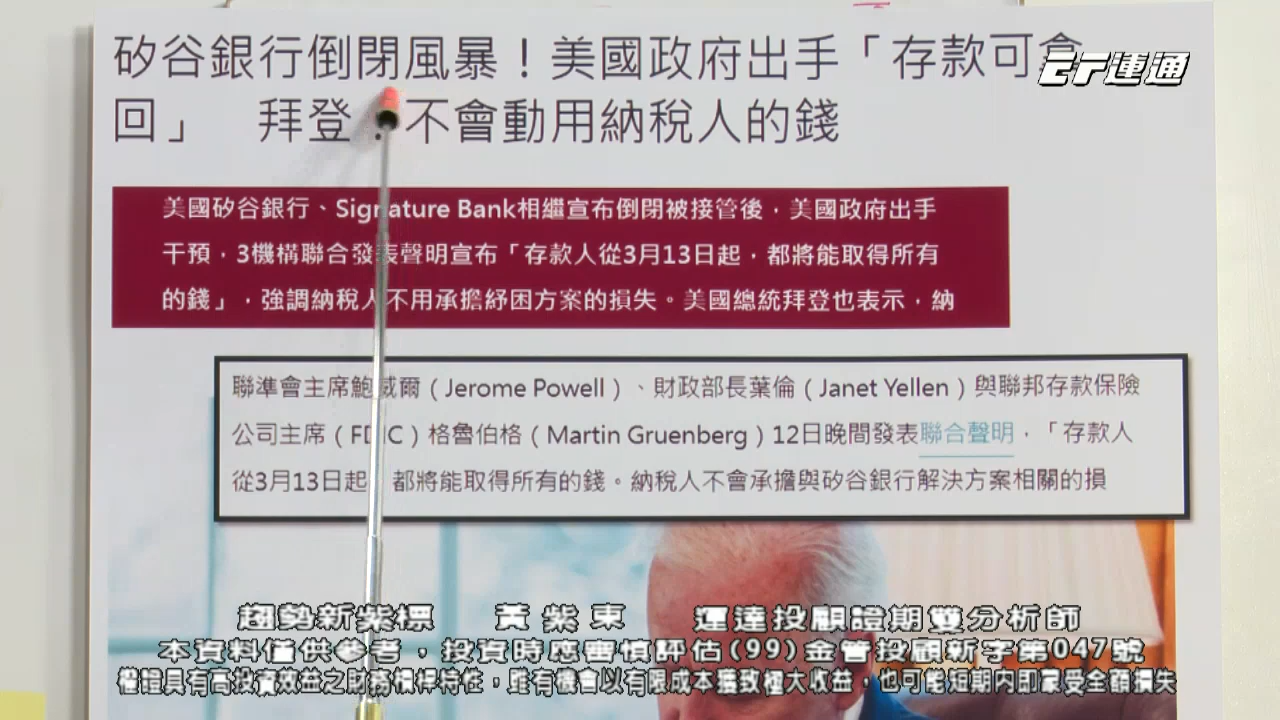 矽谷銀行倒閉風暴！美國政府出手「存款可拿
ET運通
回」 拜登：不會動用納稅人的錢
美國矽谷銀行、Signature Bank相繼宣布倒閉被接管後，美國政府出手
干預，3機構聯合發表聲明宣布「存款人從3月13日起，都將能取得所有
的錢」，強調納稅人不用承擔紓困方案的損失。美國總統拜登也表示，納
聯準會主席鮑威爾（Jerome Powell）、財政部長葉倫（Janet Yellen）與聯邦存款保險
公司主席（FDIC）格魯伯格（Martin Gruenberg）12日晚間發表聯合聲明，「存款人
從3月13日起，都將能取得所有的錢。納稅人不會承擔與矽谷銀行解決方案相關的損
趨勢新紫標 黃紫東 運達投顧證期雙分析師
本資料僅供參考，投資時應審慎評估(99)金管投顧新字第047號
權證具有高投資效益之財務槓桿特性，雖有機會以有限成本獲致極大收益，也可能短期內即蒙受全額損失